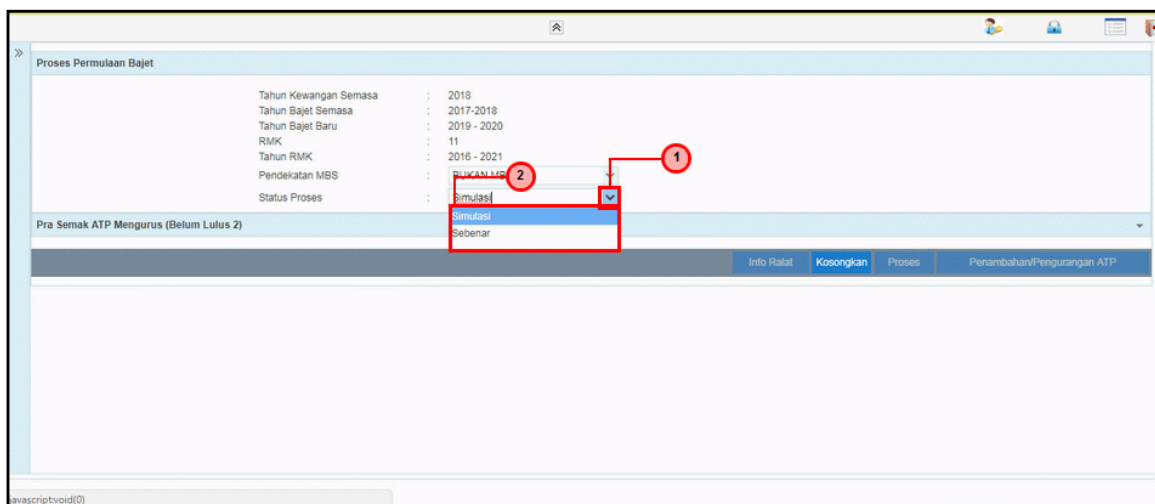 Proses Permulaan Bajet
Tahun Kewangan Semasa : 2018
Tahun Bajet Semasa : 2017-2018
Tahun Bajet Baru : 2019 - 2020
RMK : 11
Tahun RMK : 2016 - 2021
1
Pendekatan MBS : BUKAN
2
Status Proses : Simulasi
Simulasi
Sebenar
Pra Semak ATP Mengurus (Belum Lulus 2)
Info Ralat Kosongkan Proses Penambahan/Pengurangan ATP
javascript:void(0)